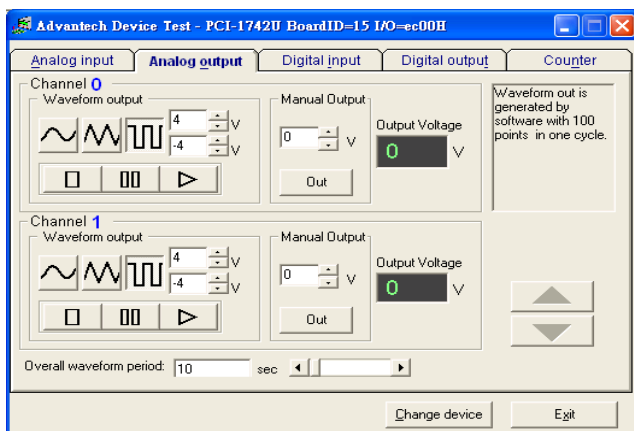 Advantech Device Test - PCI-1742U BoardID=15 I/O=ec00H
Analog input
Analog output
Digital input
Digital output
Counter
Channel 0
Waveform output
4 V
-4 V
Manual Output
0 V
Out
Output Voltage
0 V
Waveform out is
generated by
software with 100
points in one cycle.
Channel 1
Waveform output
4 V
-4 V
Manual Output
0 V
Out
Output Voltage
0 V
Overall waveform period: 10 sec
Change device
Exit